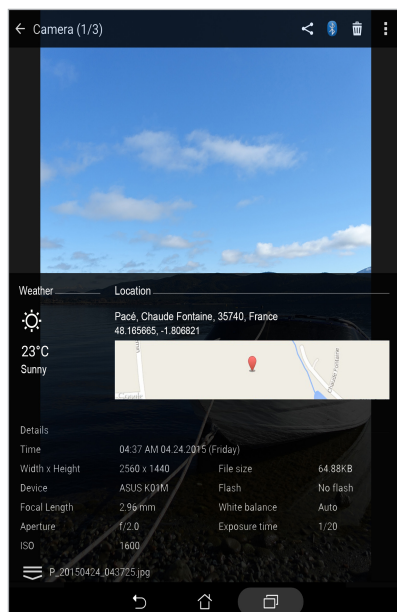 Camera (1/3)
Weather Location
Pacé, Chaude Fontaine, 35740, France
48.165665, -1.806821
23°C
Sunny
Chaude Fontaine
Details
Time 04:37 AM 04.24.2015 (Friday)
Width x Height 2560 x 1440 File size 64.88KB
Device ASUS K01M Flash No flash
Focal Length 2.96 mm White balance Auto
Aperture f/2.0 Exposure time 1/20
ISO 1600
P_20150424_043725.jpg